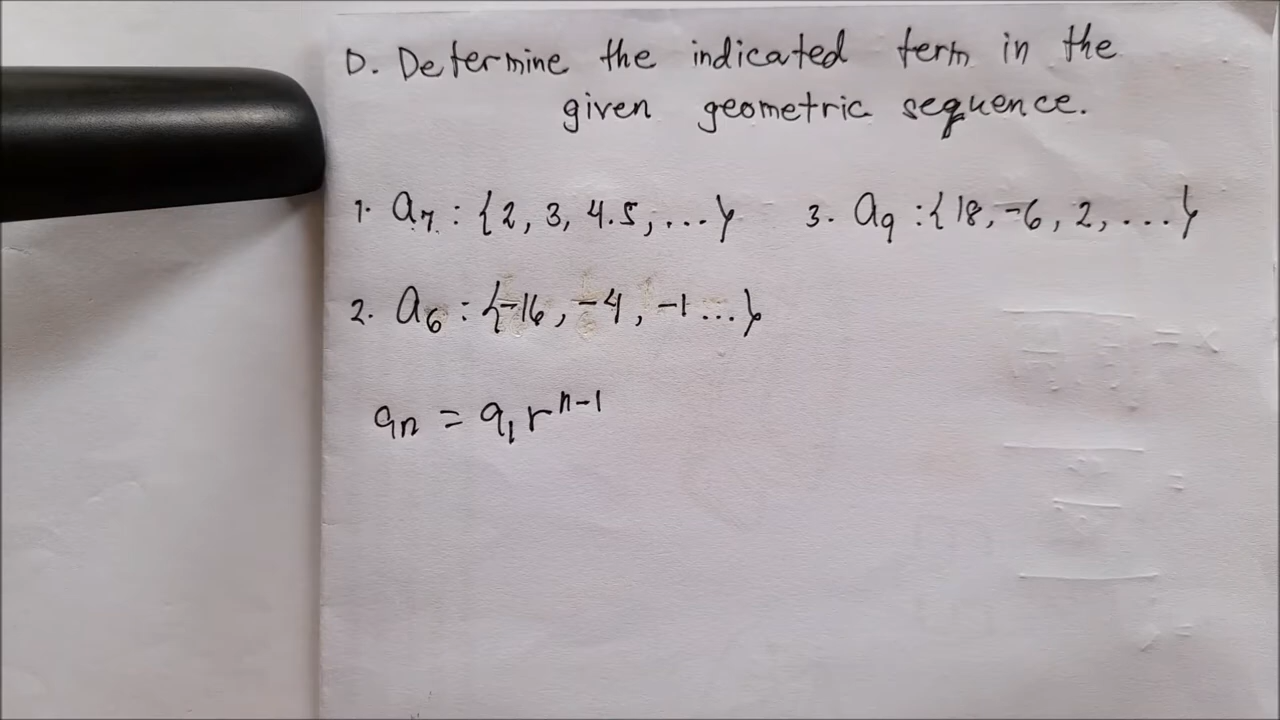 D. Determine the indicated term in the
given geometric sequence.
1. a₇ : {2, 3, 4.5, ...} 3. a₉ : {18, -6, 2, ...}
2. a₆ : {-16, -4, -1 ...}
aₙ = a₁ rⁿ⁻¹